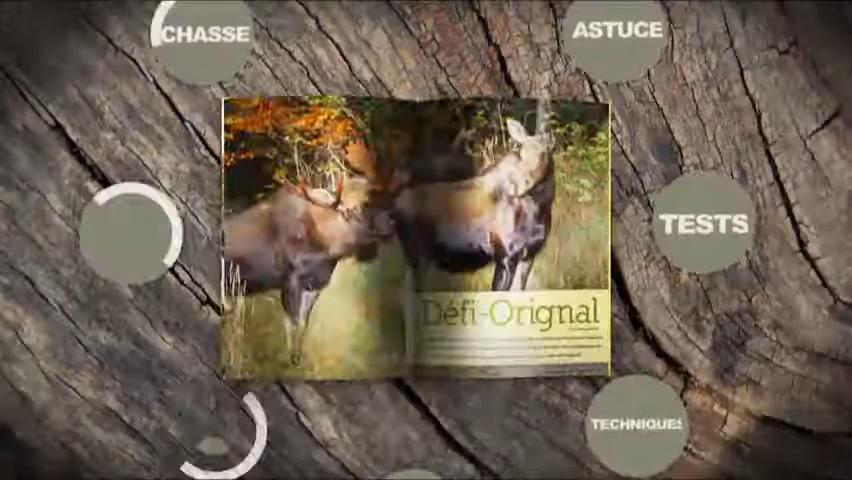 CHASSE
ASTUCE
TESTS
Défi-Orignal
TECHNIQUES